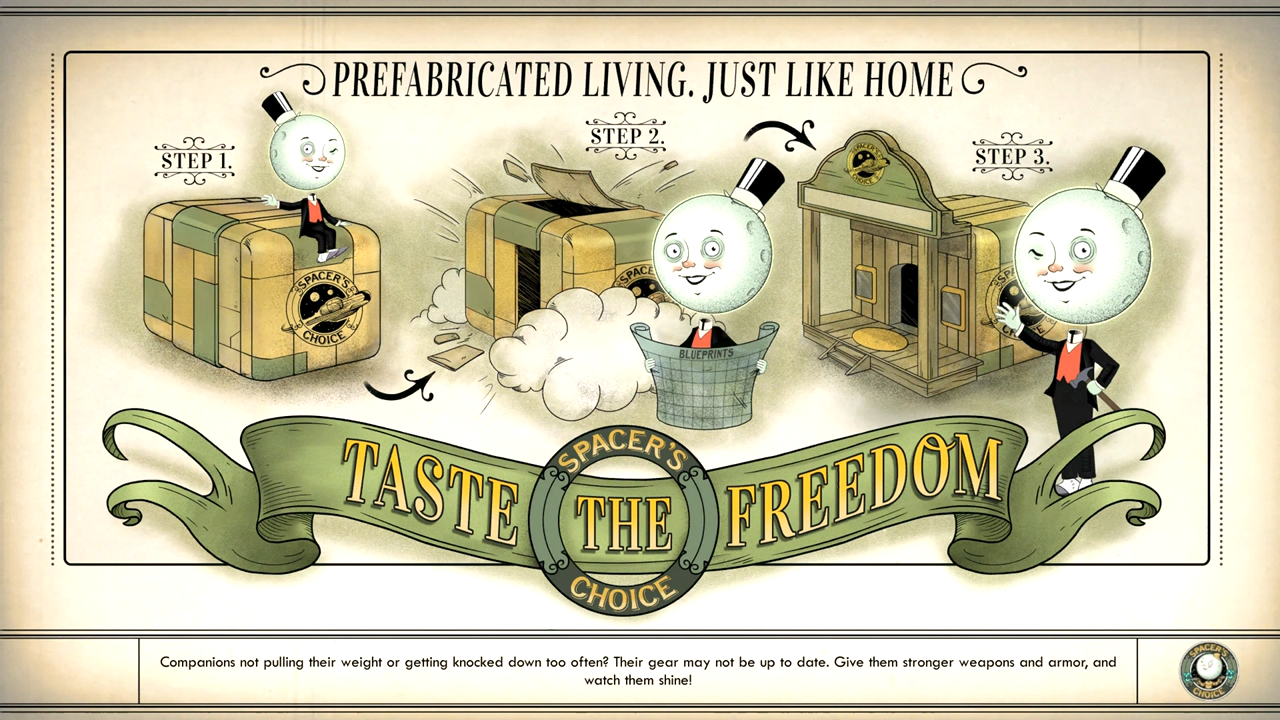 PREFABRICATED LIVING. JUST LIKE HOME
STEP 1.
STEP 2.
STEP 3.
SPACER'S
CHOICE
SPACER'S
SPACER'S
CHOICE
SPACER'S
CHOICE
BLUEPRINTS
SPACER'S
TASTE THE FREEDOM
CHOICE
Companions not pulling their weight or getting knocked down too often? Their gear may not be up to date. Give them stronger weapons and armor, and
watch them shine!
SPACER'S
CHOICE